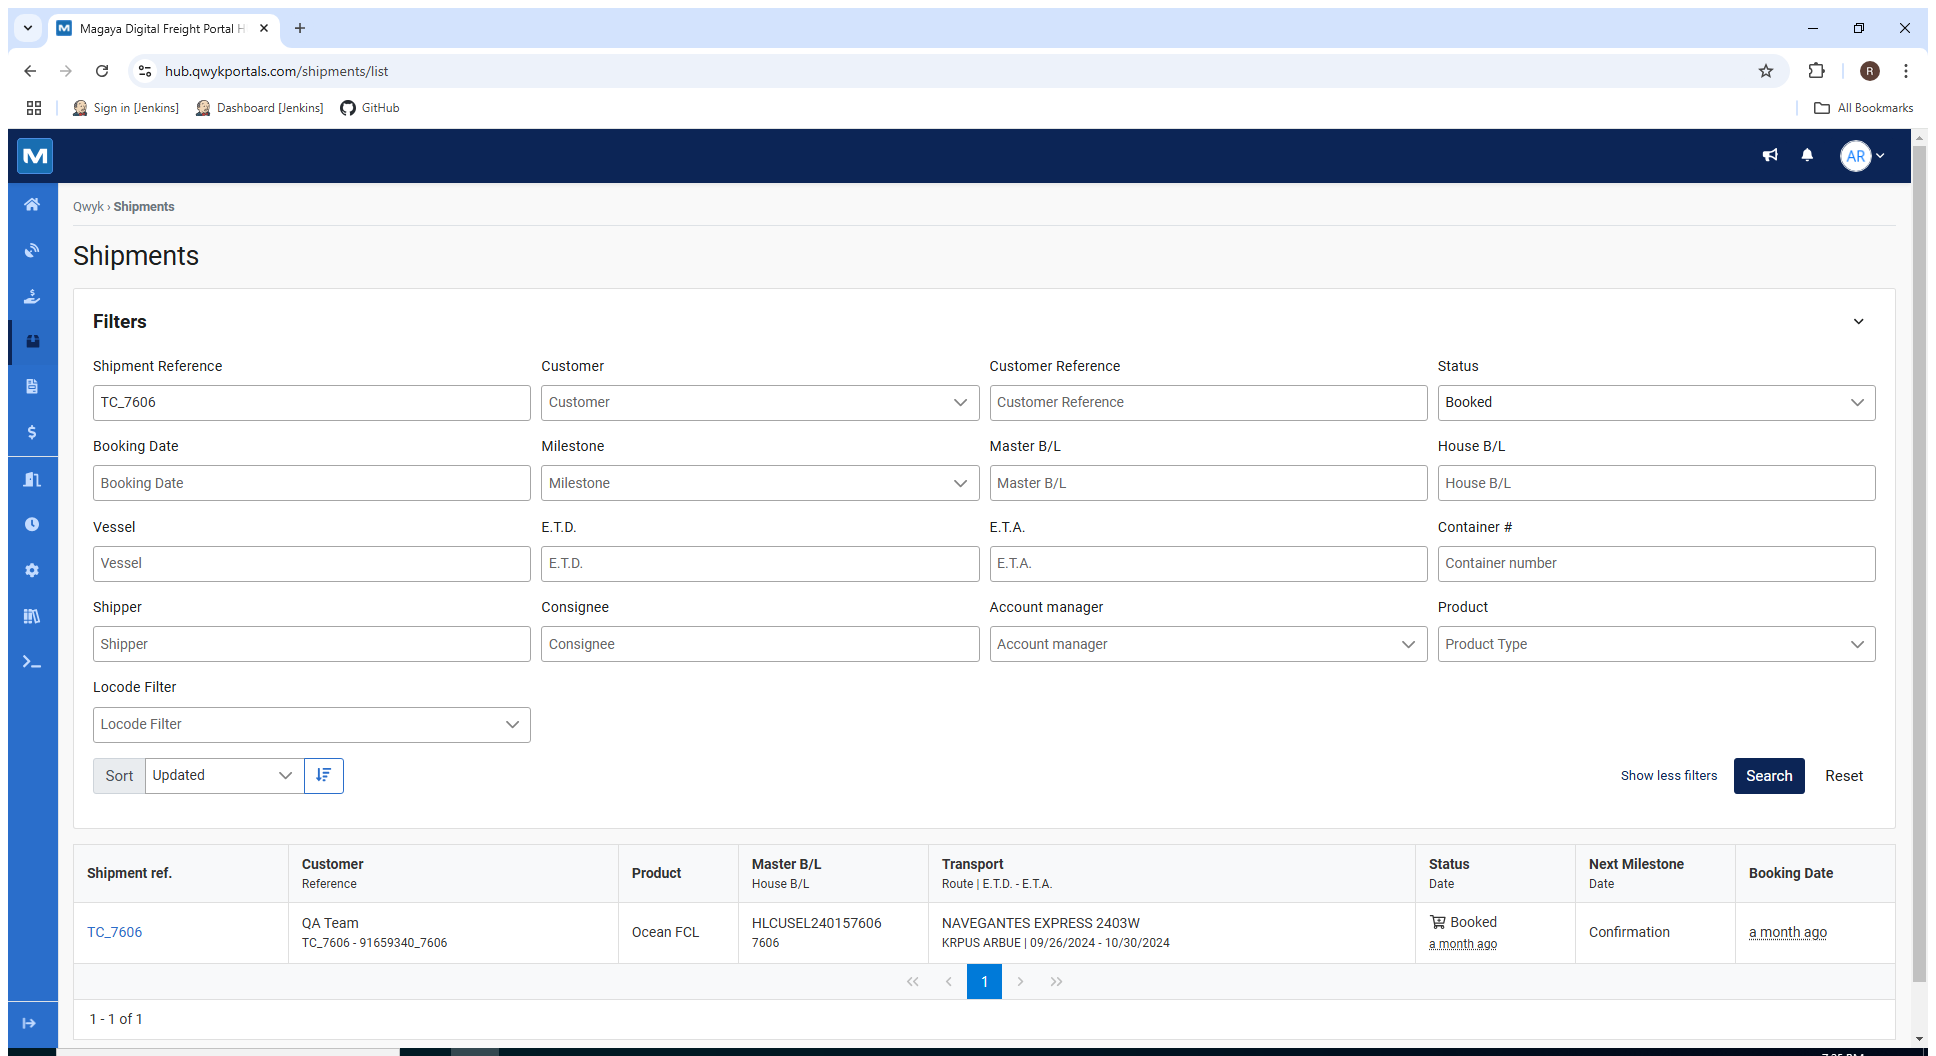 Magaya Digital Freight Portal H
hub.qwykportals.com/shipments/list
R
Sign in [Jenkins]
Dashboard [Jenkins]
GitHub
All Bookmarks
M
AR
Qwyk › Shipments
Shipments
Filters
Shipment Reference
Customer
Customer Reference
Status
TC_7606
Customer
Customer Reference
Booked
Booking Date
Milestone
Master B/L
House B/L
Booking Date
Milestone
Master B/L
House B/L
Vessel
E.T.D.
E.T.A.
Container #
Vessel
E.T.D.
E.T.A.
Container number
Shipper
Consignee
Account manager
Product
Shipper
Consignee
Account manager
Product Type
Locode Filter
Locode Filter
Sort
Updated
Show less filters
Search
Reset
Shipment ref.
Customer
Reference
Product
Master B/L
House B/L
Transport
Route | E.T.D. - E.T.A.
Status
Date
Next Milestone
Date
Booking Date
TC_7606
QA Team
TC_7606 - 91659340_7606
Ocean FCL
HLCUSEL240157606
7606
NAVEGANTES EXPRESS 2403W
KRPUS ARBUE | 09/26/2024 - 10/30/2024
Booked
a month ago
Confirmation
a month ago
1
1 - 1 of 1